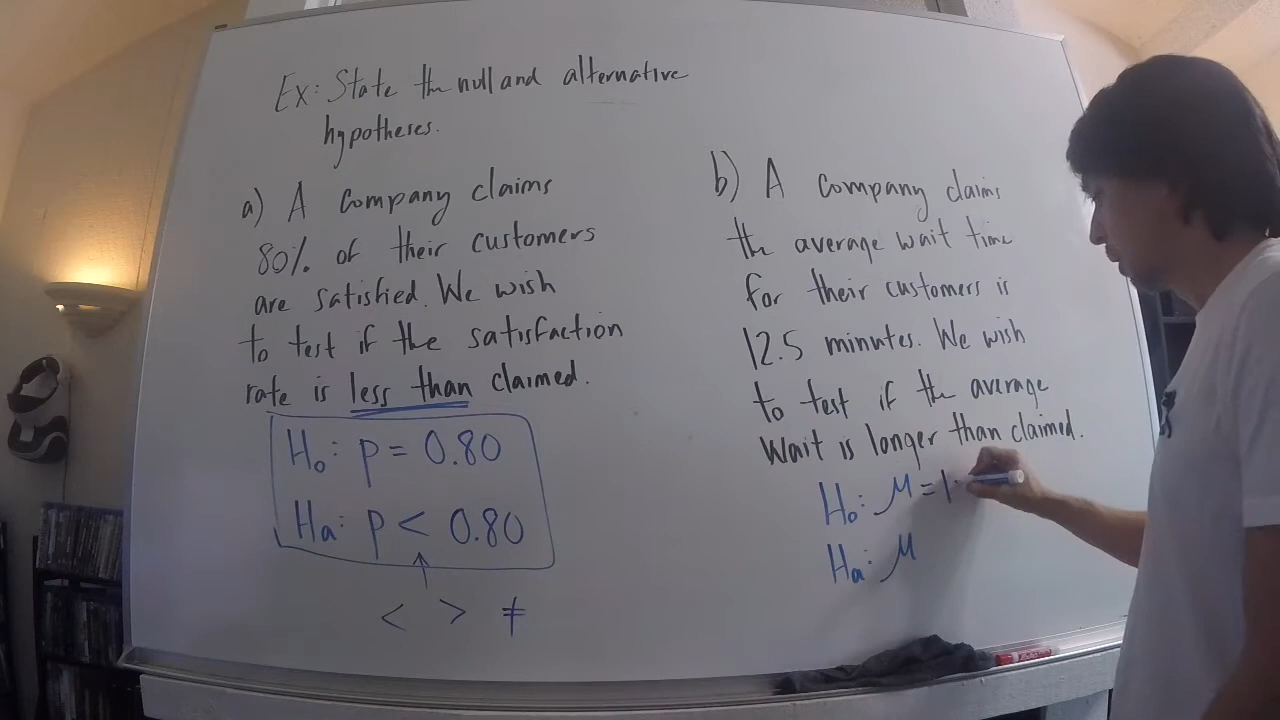 Ex: State the null and alternative
hypotheses.
a) A company claims
80% of their customers
are satisfied. We wish
to test if the satisfaction
rate is less than claimed.
H₀: p = 0.80
Ha: p < 0.80
< > ≠
b) A company claims
the average wait time
for their customers is
12.5 minutes. We wish
to test if the average
wait is longer than claimed.
H₀: μ = 1
Ha: μ